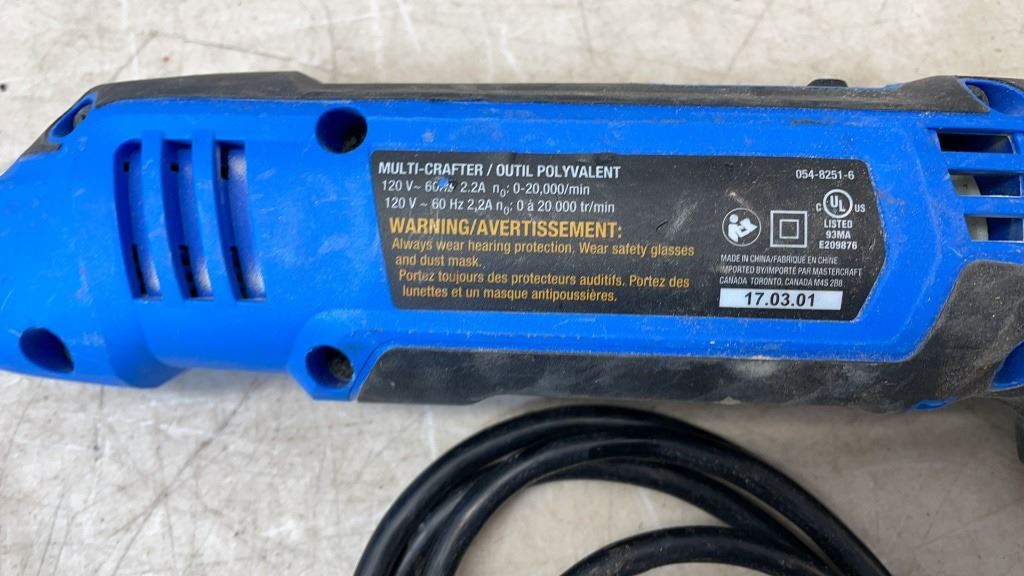 MULTI-CRAFTER / OUTIL POLYVALENT
054-8251-6
120 V~ 60Hz 2.2A n₀: 0-20,000/min
120 V ~ 60 Hz 2,2A n₀: 0 à 20 000 tr/min
WARNING/AVERTISSEMENT:
Always wear hearing protection. Wear safety glasses
and dust mask.
Portez toujours des protecteurs auditifs. Portez des
lunettes et un masque antipoussières.
C UL US
LISTED
93MA
E209876
MADE IN CHINA/FABRIQUÉ EN CHINE
IMPORTED BY/IMPORTÉ PAR MASTERCRAFT
CANADA TORONTO, CANADA M4S 2B8
17.03.01